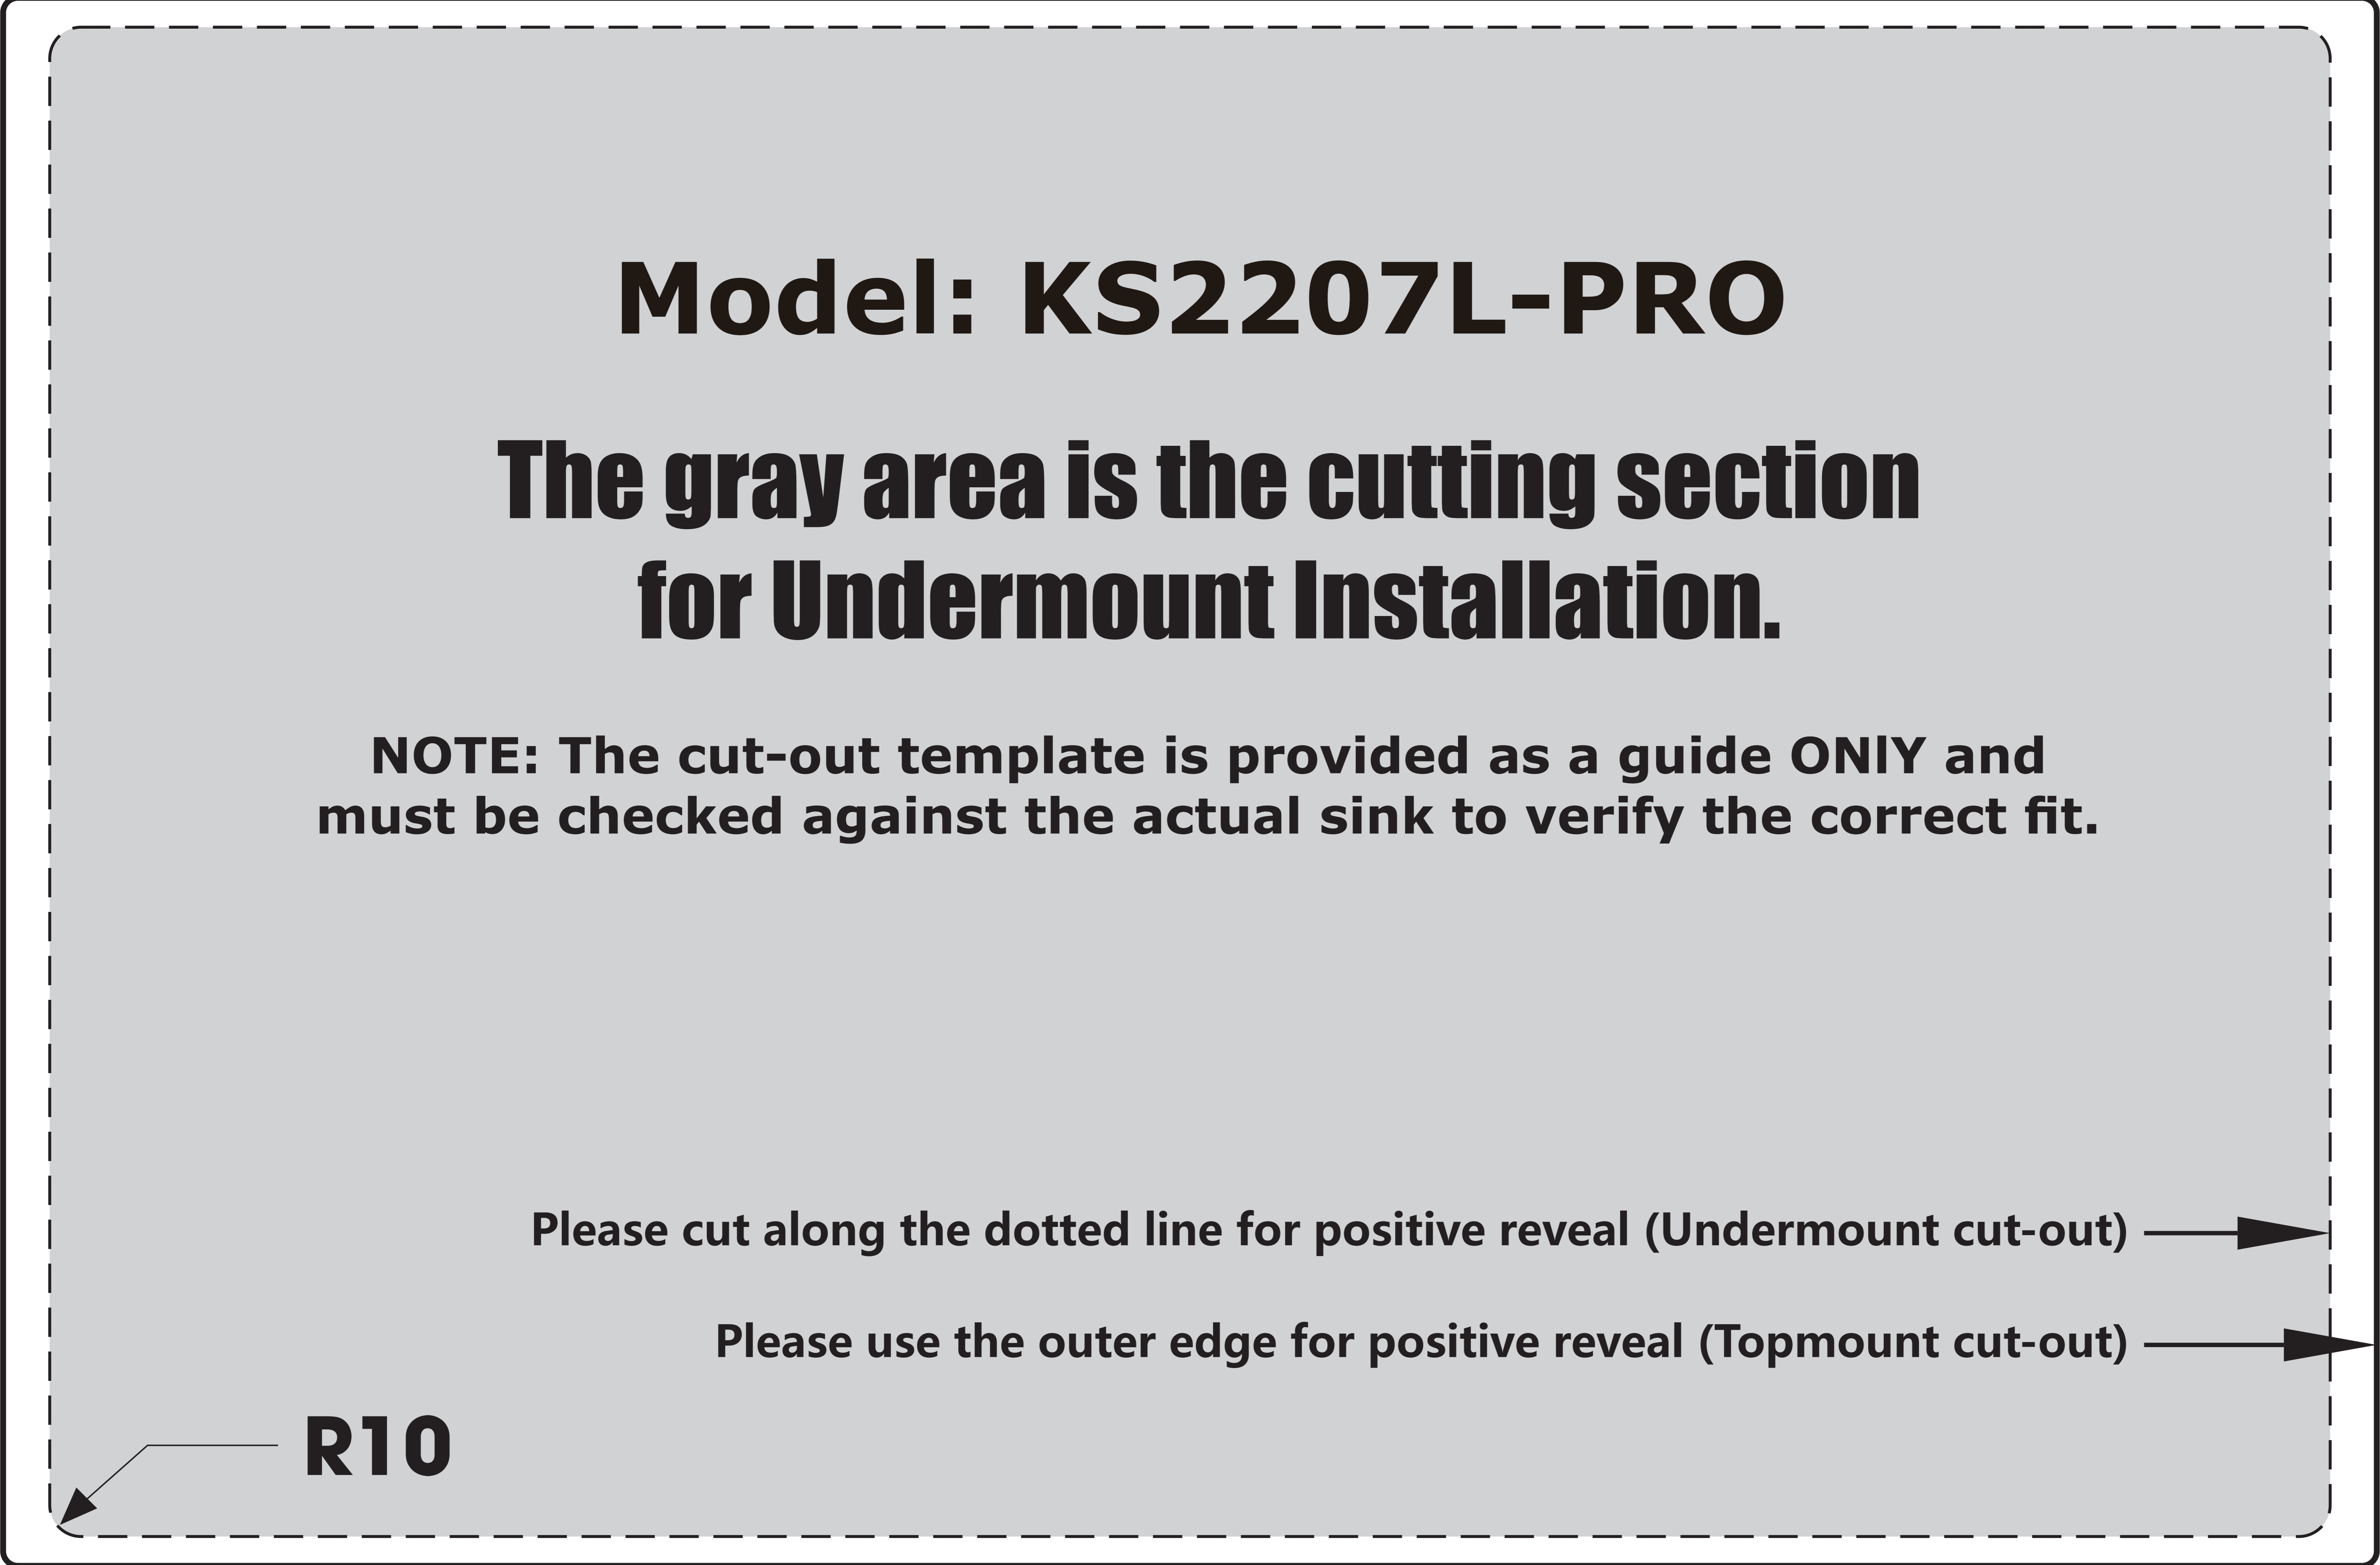 Model: KS2207L-PRO
The gray area is the cutting section
for Undermount Installation.
NOTE: The cut-out template is provided as a guide ONlY and
must be checked against the actual sink to verify the correct fit.
Please cut along the dotted line for positive reveal (Undermount cut-out)
Please use the outer edge for positive reveal (Topmount cut-out)
R10